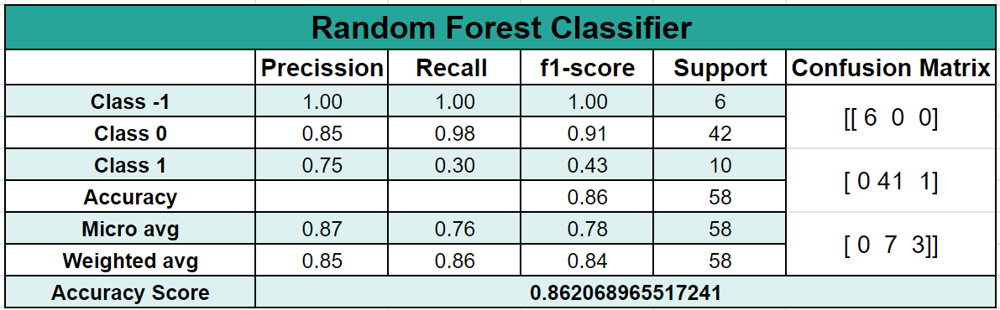 Random Forest Classifier
Precission Recall f1-score Support Confusion Matrix
Class -1 1.00 1.00 1.00 6
[[ 6 0 0]
Class 0 0.85 0.98 0.91 42
Class 1 0.75 0.30 0.43 10
[ 0 41 1]
Accuracy 0.86 58
Micro avg 0.87 0.76 0.78 58
[ 0 7 3]]
Weighted avg 0.85 0.86 0.84 58
Accuracy Score 0.862068965517241